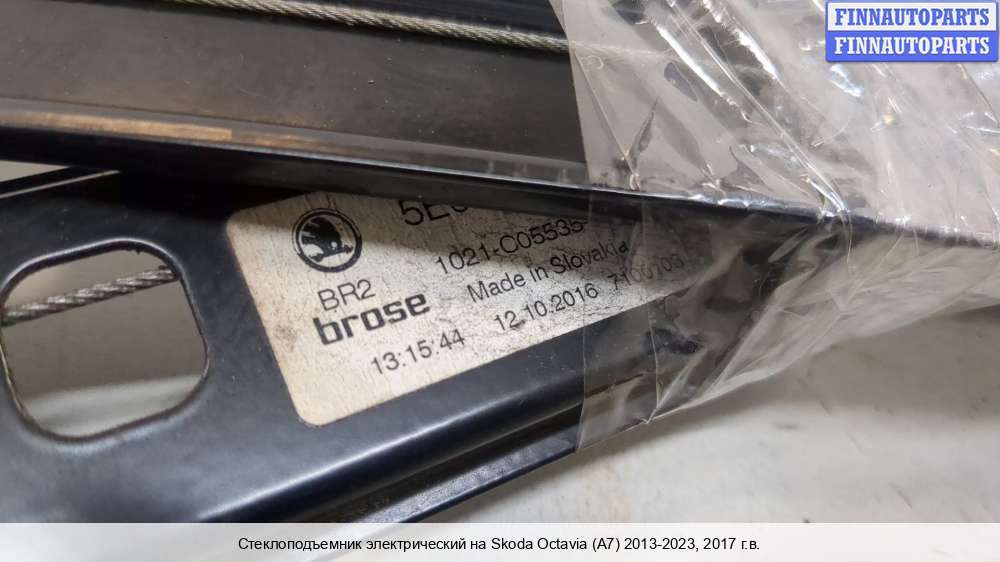 FINNAUTOPARTS
FINNAUTOPARTS
1021-C05535
BR2
Made in Slovakia
brose
13:15:44 12.10.2016
Стеклоподъемник электрический на Skoda Octavia (A7) 2013-2023, 2017 г.в.